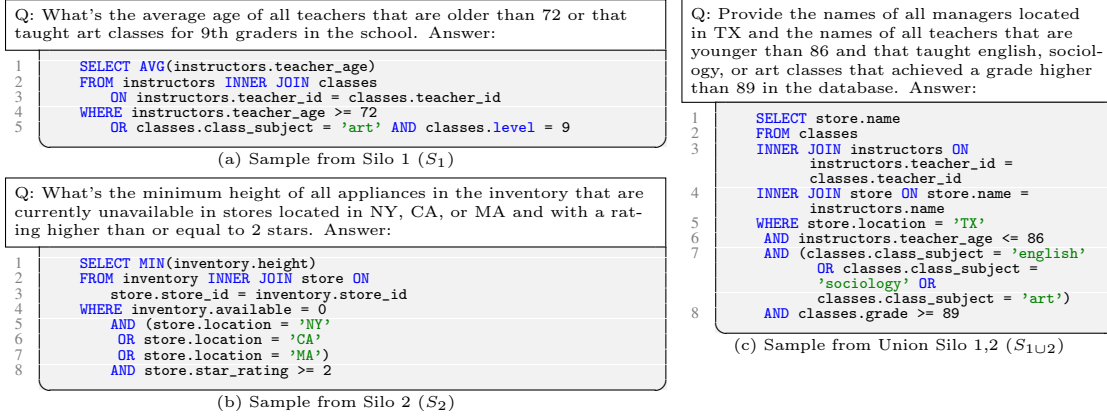 Q: What's the average age of all teachers that are older than 72 or that
taught art classes for 9th graders in the school. Answer:
1 SELECT AVG(instructors.teacher_age)
2 FROM instructors INNER JOIN classes
3 ON instructors.teacher_id = classes.teacher_id
4 WHERE instructors.teacher_age >= 72
5 OR classes.class_subject = 'art' AND classes.level = 9
(a) Sample from Silo 1 (S1)
Q: What's the minimum height of all appliances in the inventory that are
currently unavailable in stores located in NY, CA, or MA and with a rat-
ing higher than or equal to 2 stars. Answer:
1 SELECT MIN(inventory.height)
2 FROM inventory INNER JOIN store ON
3 store.store_id = inventory.store_id
4 WHERE inventory.available = 0
5 AND (store.location = 'NY'
6 OR store.location = 'CA'
7 OR store.location = 'MA')
8 AND store.star_rating >= 2
(b) Sample from Silo 2 (S2)
Q: Provide the names of all managers located
in TX and the names of all teachers that are
younger than 86 and that taught english, sociol-
ogy, or art classes that achieved a grade higher
than 89 in the database. Answer:
1 SELECT store.name
2 FROM classes
3 INNER JOIN instructors ON
instructors.teacher_id =
classes.teacher_id
4 INNER JOIN store ON store.name =
instructors.name
5 WHERE store.location = 'TX'
6 AND instructors.teacher_age <= 86
7 AND (classes.class_subject = 'english'
OR classes.class_subject =
'sociology' OR
classes.class_subject = 'art')
8 AND classes.grade >= 89
(c) Sample from Union Silo 1,2 (S1∪2)